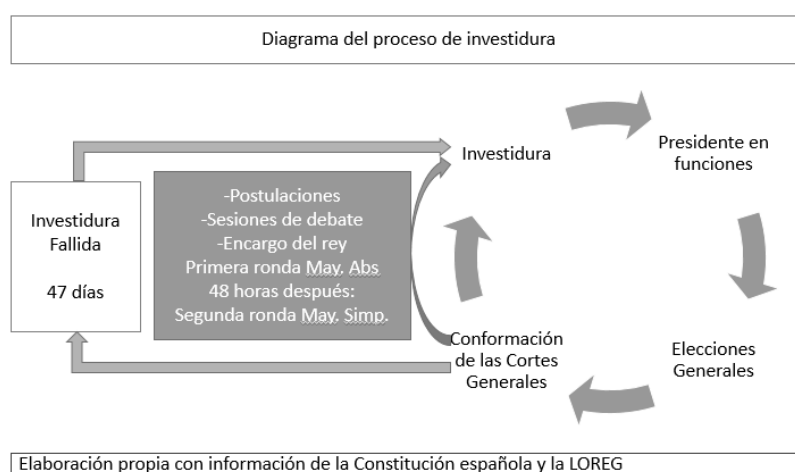 Diagrama del proceso de investidura
Investidura
Presidente en
funciones
Elecciones
Generales
Conformación
de las Cortes
Generales
-Postulaciones
-Sesiones de debate
-Encargo del rey
Primera ronda May. Abs
48 horas después:
Segunda ronda May. Simp.
Investidura
Fallida
47 días
Elaboración propia con información de la Constitución española y la LOREG